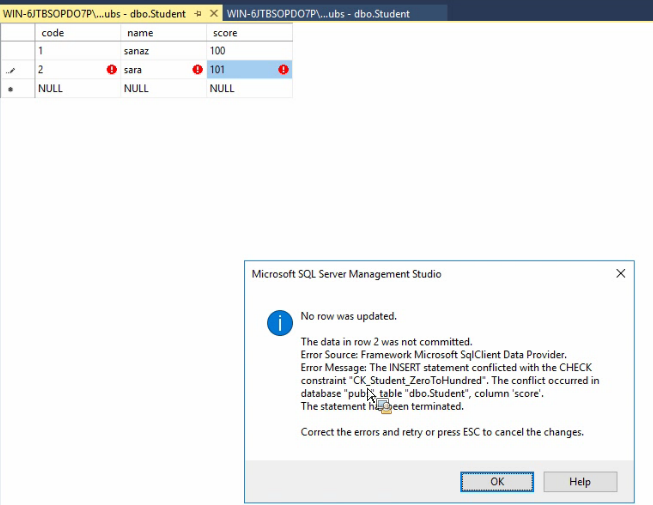 WIN-6JTBSOPDO7P\...ubs - dbo.Student WIN-6JTBSOPDO7P\...ubs - dbo.Student
code name score
1 sanaz 100
2 sara 101
NULL NULL NULL
Microsoft SQL Server Management Studio
No row was updated.
The data in row 2 was not committed.
Error Source: Framework Microsoft SqlClient Data Provider.
Error Message: The INSERT statement conflicted with the CHECK
constraint "CK_Student_ZeroToHundred". The conflict occurred in
database "pubs", table "dbo.Student", column 'score'.
The statement has been terminated.
Correct the errors and retry or press ESC to cancel the changes.
OK Help